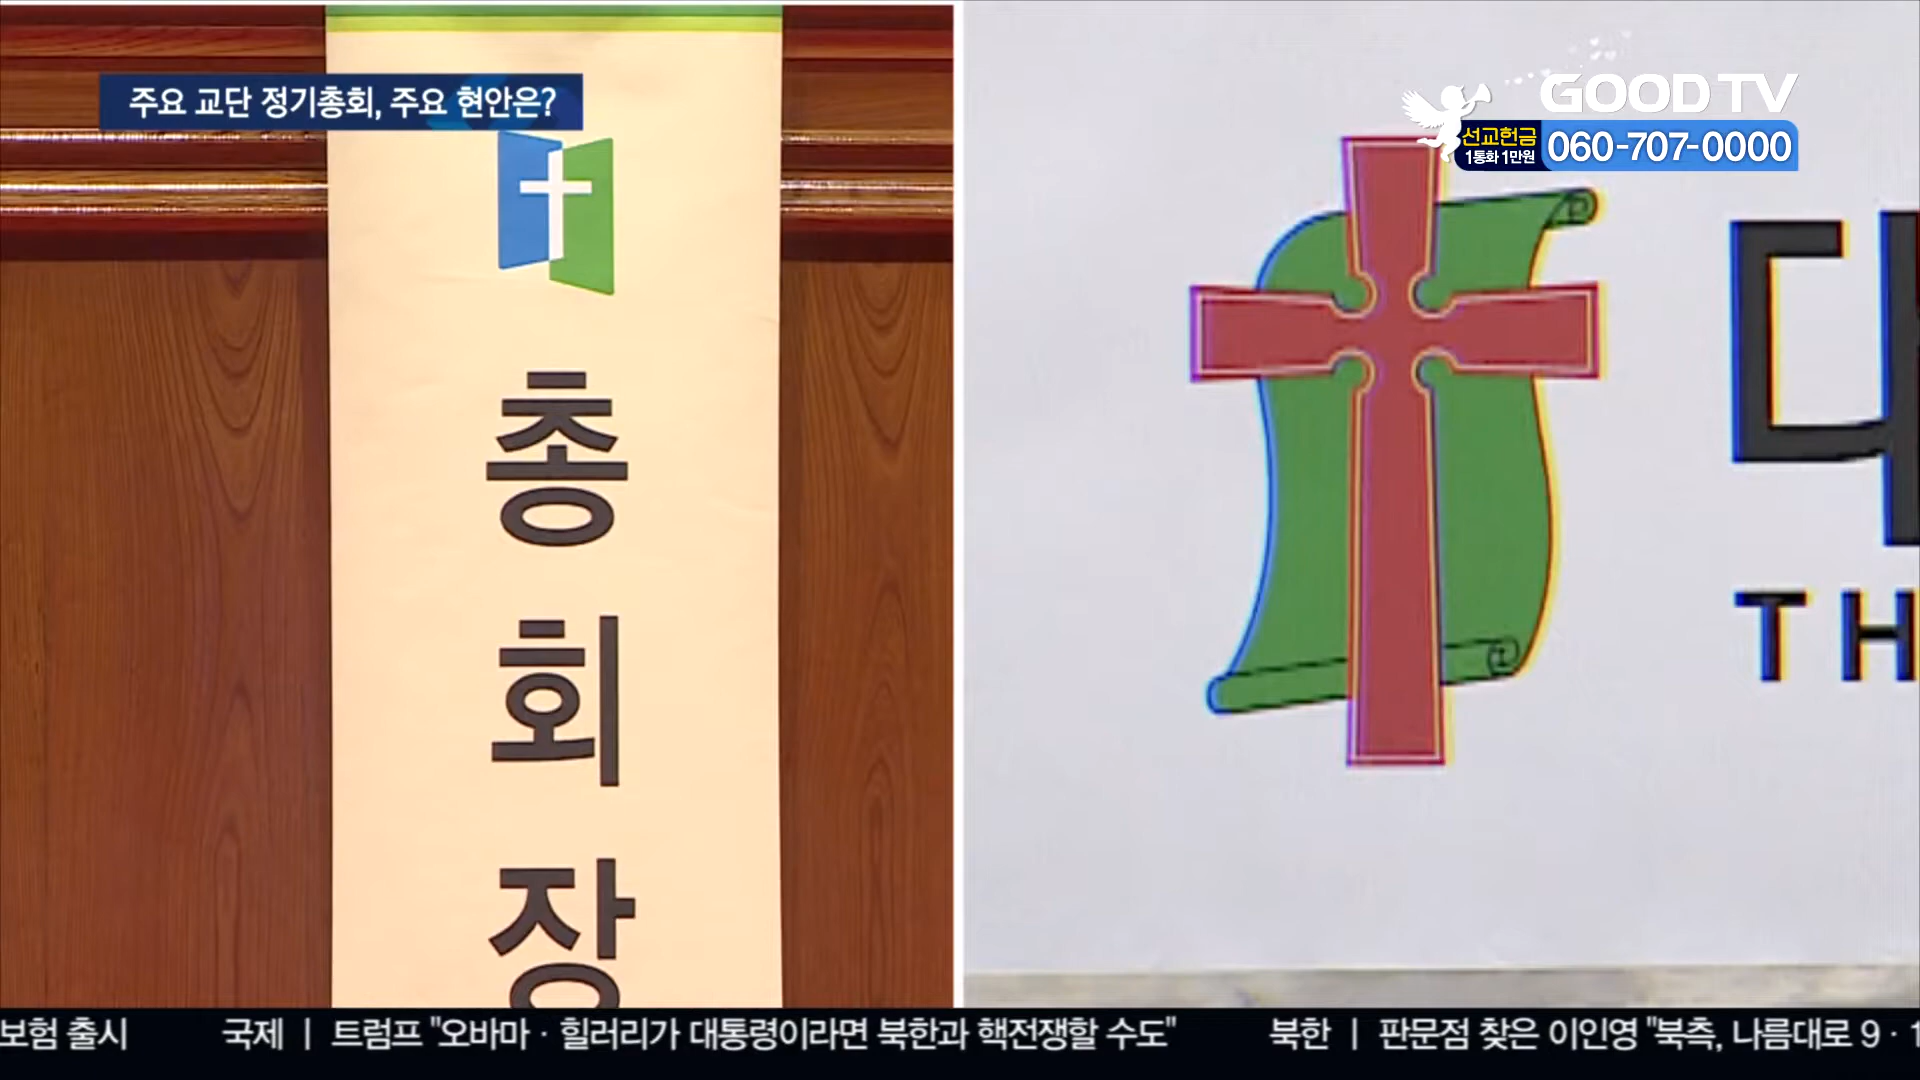 주요 교단 정기총회, 주요 현안은?
GOODTV
선교헌금
1통화 1만원
060-707-0000
총
회
장
TH
보험 출시 국제 | 트럼프 "오바마 · 힐러리가 대통령이라면 북한과 핵전쟁할 수도" 북한 | 판문점 찾은 이인영 "북측, 나름대로 9 · 1